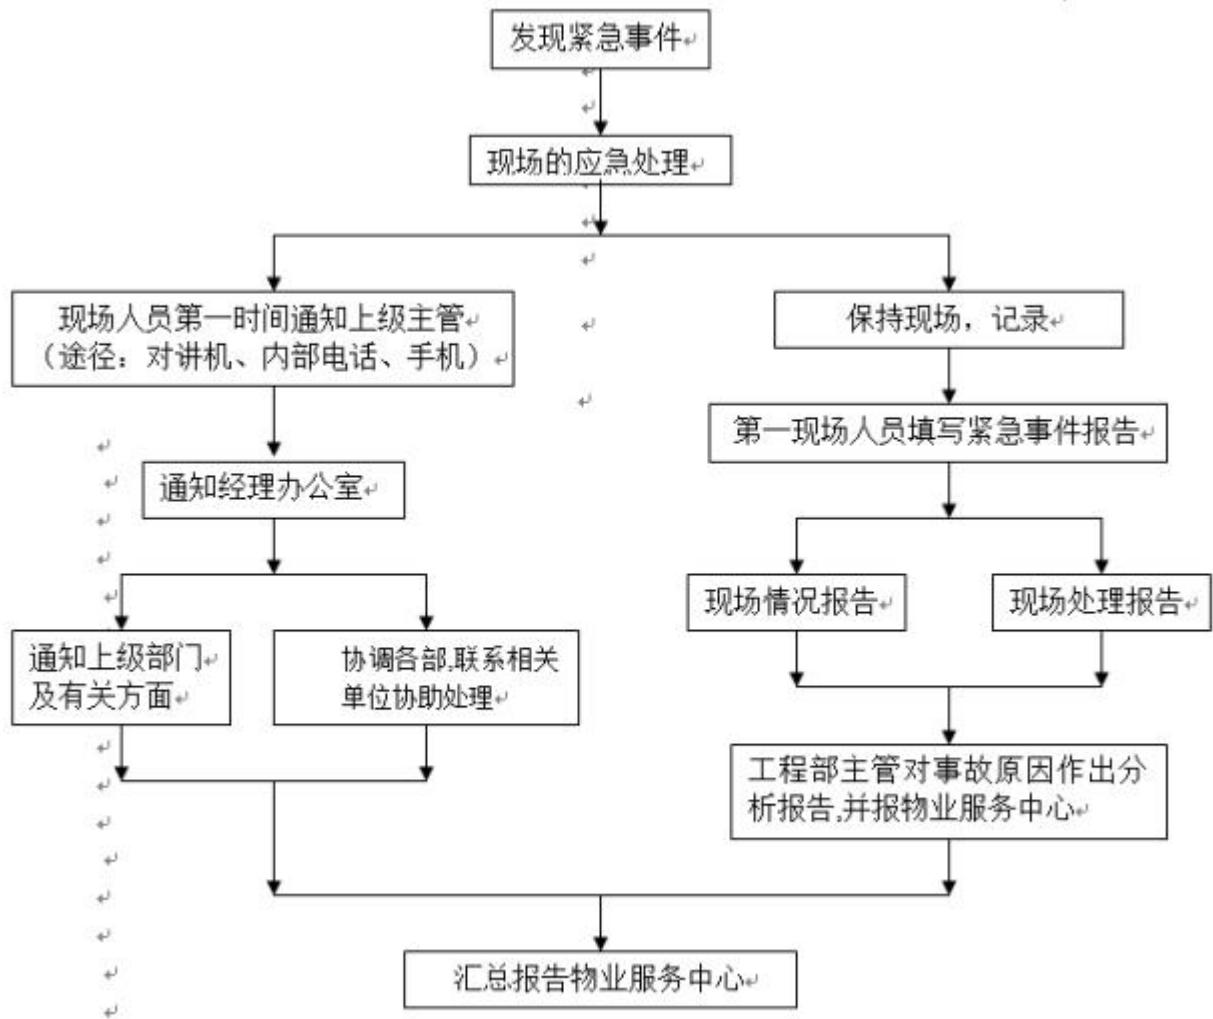 发现紧急事件
现场的应急处理
现场人员第一时间通知上级主管
（途径：对讲机、内部电话、手机）
保持现场，记录
第一现场人员填写紧急事件报告
通知经理办公室
现场情况报告
现场处理报告
通知上级部门
及有关方面
协调各部,联系相关
单位协助处理
工程部主管对事故原因作出分
析报告,并报物业服务中心
汇总报告物业服务中心